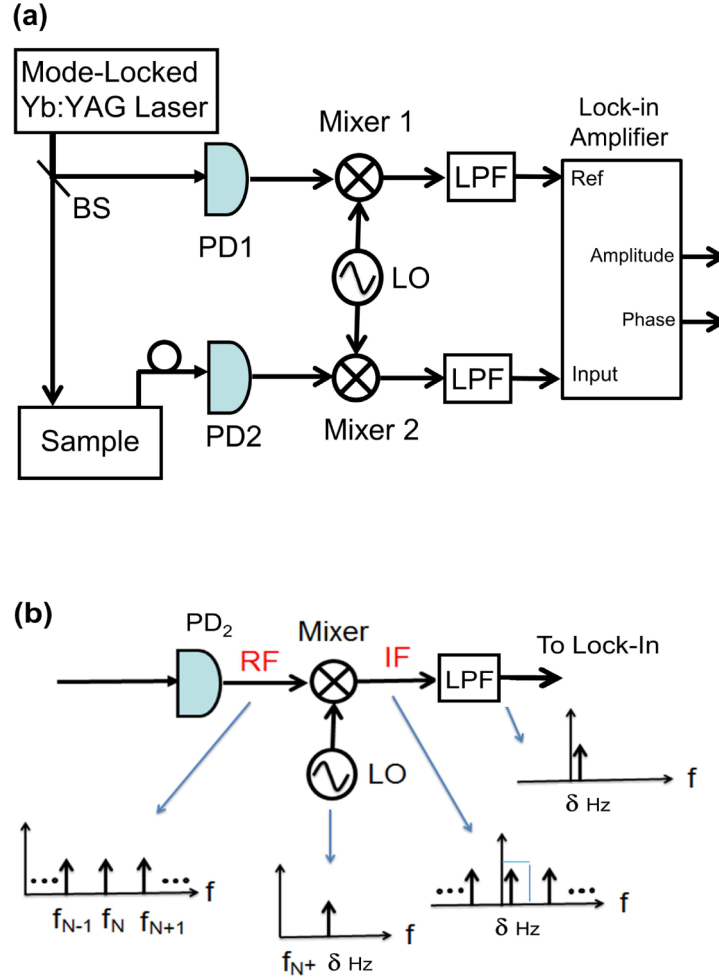 (a)
Mode-Locked
Yb:YAG Laser
BS
PD1
Mixer 1
LPF
Lock-in
Amplifier
Ref
Amplitude
Phase
Input
LO
Sample
PD2
Mixer 2
LPF
(b)
PD2
RF
Mixer
IF
LPF
To Lock-In
LO
δ Hz
f
fN-1 fN fN+1
f
fN+ δ Hz
f
δ Hz
f